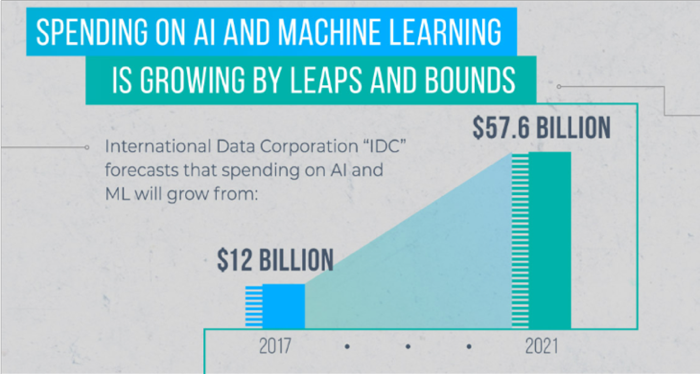 SPENDING ON AI AND MACHINE LEARNING
IS GROWING BY LEAPS AND BOUNDS
International Data Corporation “IDC”
forecasts that spending on AI and
ML will grow from:
$57.6 BILLION
$12 BILLION
2017
2021